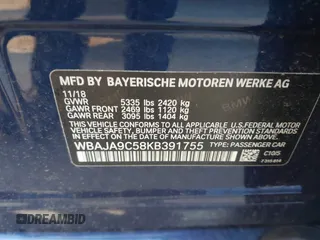 MFD BY BAYERISCHE MOTOREN WERKE AG
11/18
GVWR 5335 lbs 2420 kg
GAWR FRONT 2469 lbs 1120 kg
GAWR REAR 3095 lbs 1404 kg
THIS VEHICLE CONFORMS TO ALL APPLICABLE
U.S. FEDERAL MOTOR VEHICLE SAFETY, BUMPER,
AND THEFT PREVENTION STANDARDS IN EFFECT ON
THE DATE OF MANUFACTURE SHOWN ABOVE.
WBAJA9C58KB391755 TYPE: PASSENGER CAR
DREAMBID